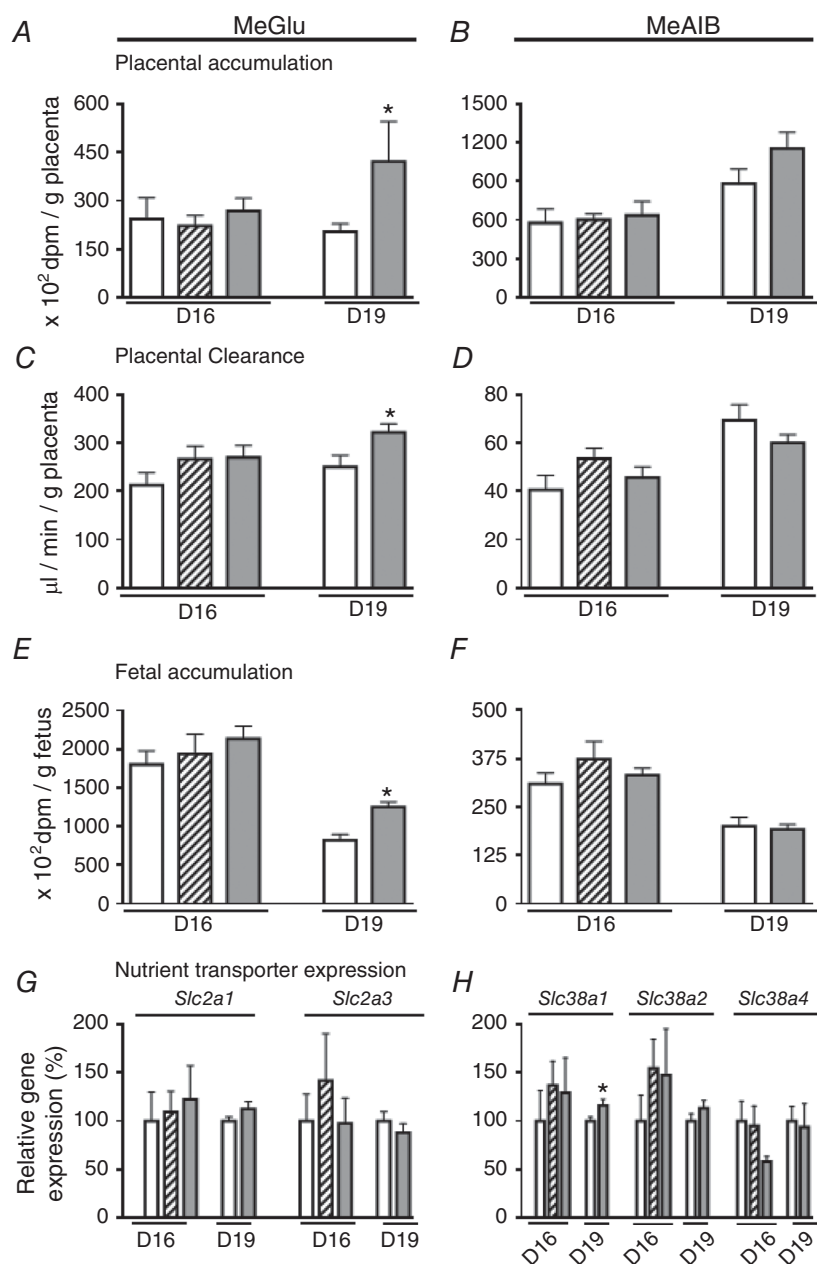 A MeGlu B MeAIB
Placental accumulation
x 10² dpm / g placenta
600
450
300
150
0
*
D16 D19
1500
1200
600
600
300
0
D16 D19
C Placental Clearance D
µl / min / g placenta
400
300
200
100
0
*
D16 D19
80
60
40
20
0
D16 D19
E Fetal accumulation F
x 10² dpm / g fetus
2500
2000
1500
1000
500
0
*
D16 D19
500
375
250
125
0
D16 D19
G Nutrient transporter expression H
Slc2a1 Slc2a3
Relative gene
expression (%)
200
150
100
50
0
D16 D19 D16 D19
Slc38a1 Slc38a2 Slc38a4
200
150
100
50
0
*
D16 D19 D16 D19 D16 D19